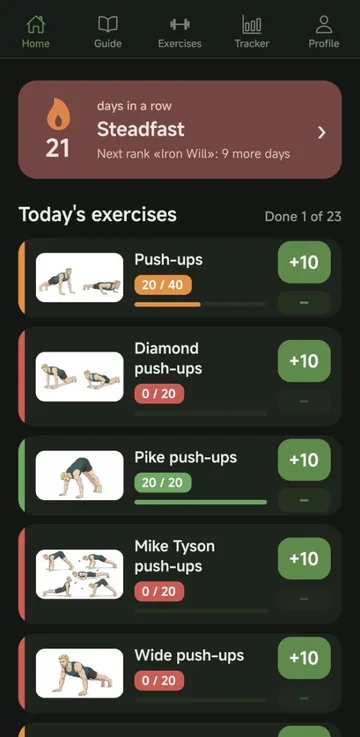 Home
Guide
Exercises
Tracker
Profile
days in a row
Steadfast
21
Next rank «Iron Will»: 9 more days
Today's exercises
Done 1 of 23
Push-ups
20 / 40
+10
–
Diamond
push-ups
0 / 20
+10
–
Pike push-ups
20 / 20
+10
–
Mike Tyson
push-ups
0 / 20
+10
–
Wide push-ups
0 / 20
+10
–